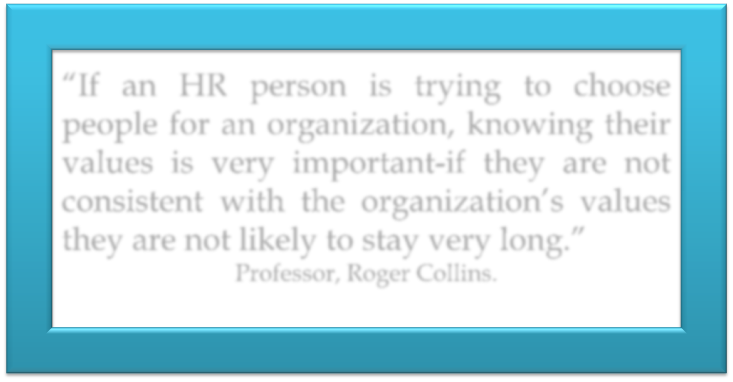 “If an HR person is trying to choose
people for an organization, knowing their
values is very important-if they are not
consistent with the organization’s values
they are not likely to stay very long.”
Professor, Roger Collins.